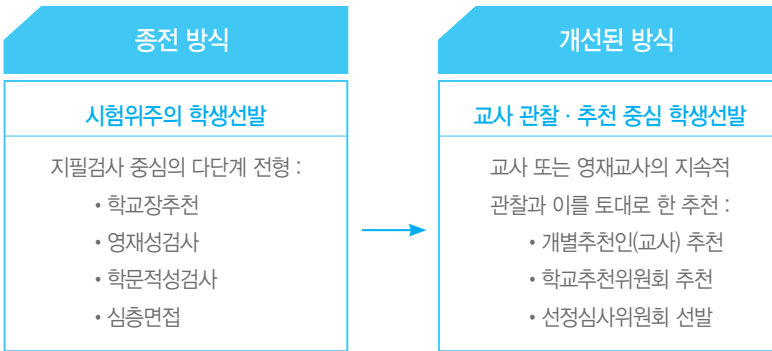 종전 방식
시험위주의 학생선발
지필검사 중심의 다단계 전형 :
• 학교장추천
• 영재성검사
• 학문적성검사
• 심층면접
개선된 방식
교사 관찰 · 추천 중심 학생선발
교사 또는 영재교사의 지속적
관찰과 이를 토대로 한 추천 :
• 개별추천인(교사) 추천
• 학교추천위원회 추천
• 선정심사위원회 선발